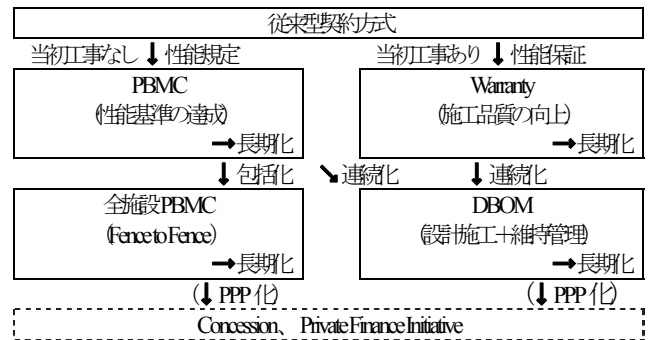 従来型契約方式
当初工事なし ↓ 性能規定 当初工事あり ↓ 性能保証
PBMC
(性能基準の達成)
→長期化
Warranty
(施工品質の向上)
→長期化
↓ 包括化 ↘ 連続化 ↓ 連続化
全施設PBMC
(Fence to Fence)
→長期化
DBOM
(設計施工+維持管理)
→長期化
(↓ PPP化) (↓ PPP化)
Concession、Private Finance Initiative